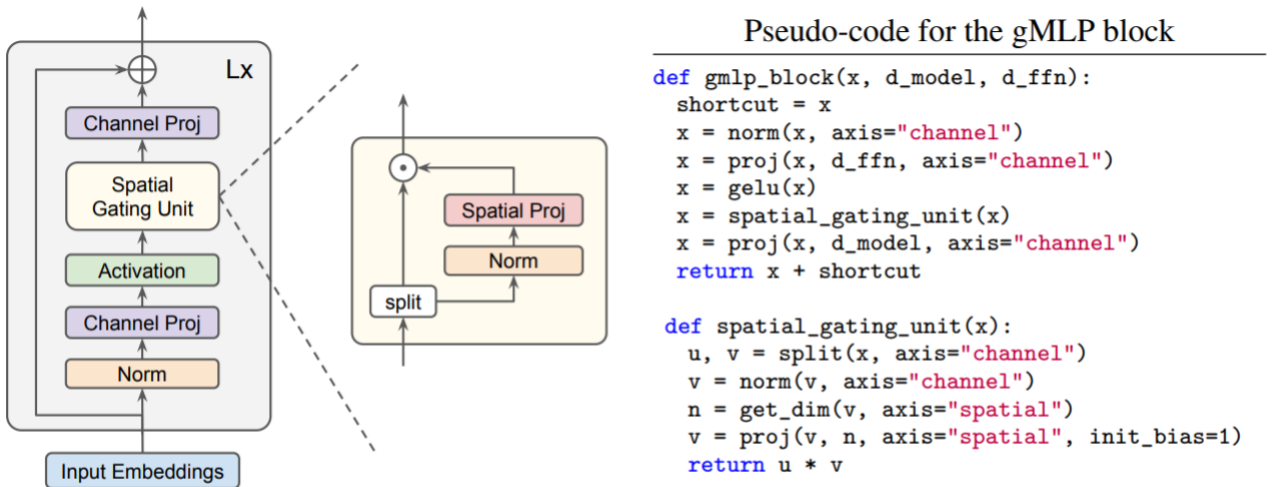 Lx
Channel Proj
Spatial
Gating Unit
Activation
Channel Proj
Norm
Input Embeddings
Spatial Proj
Norm
split
Pseudo-code for the gMLP block
def gmlp_block(x, d_model, d_ffn):
  shortcut = x
  x = norm(x, axis="channel")
  x = proj(x, d_ffn, axis="channel")
  x = gelu(x)
  x = spatial_gating_unit(x)
  x = proj(x, d_model, axis="channel")
  return x + shortcut
def spatial_gating_unit(x):
  u, v = split(x, axis="channel")
  v = norm(v, axis="channel")
  n = get_dim(v, axis="spatial")
  v = proj(v, n, axis="spatial", init_bias=1)
  return u * v